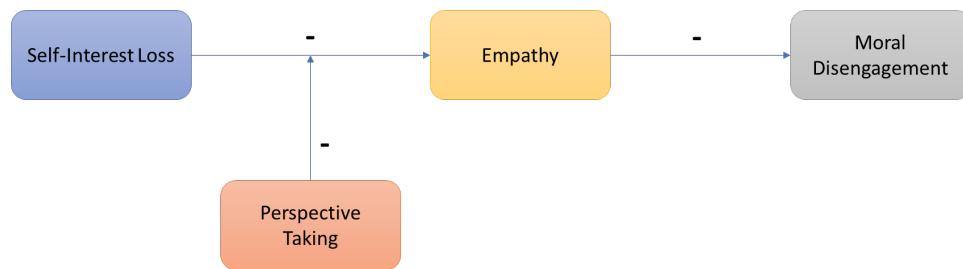 -
-
Self-Interest Loss
Empathy
Moral
Disengagement
-
Perspective
Taking